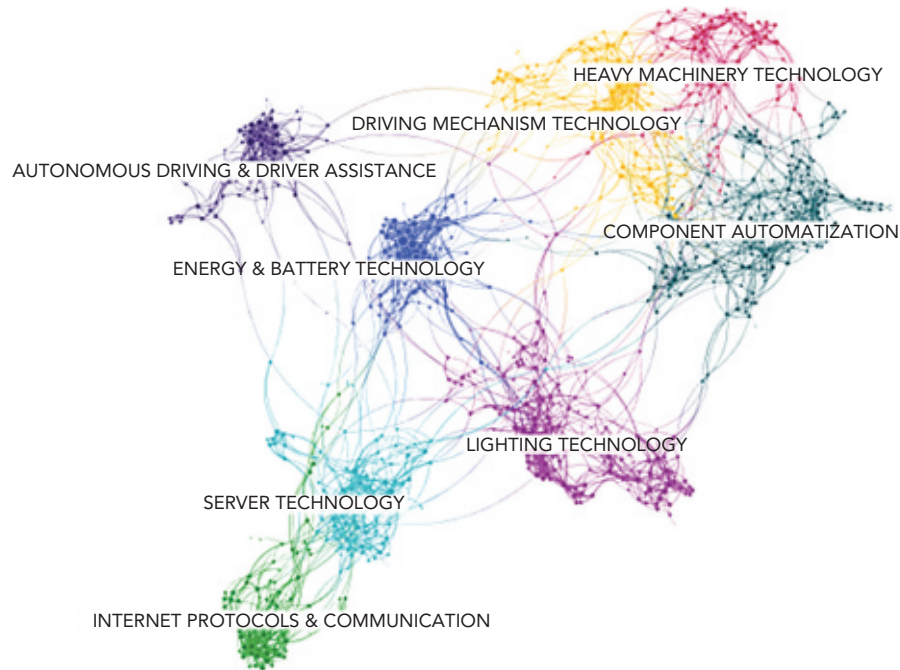 HEAVY MACHINERY TECHNOLOGY
DRIVING MECHANISM TECHNOLOGY
AUTONOMOUS DRIVING & DRIVER ASSISTANCE
COMPONENT AUTOMATIZATION
ENERGY & BATTERY TECHNOLOGY
LIGHTING TECHNOLOGY
SERVER TECHNOLOGY
INTERNET PROTOCOLS & COMMUNICATION